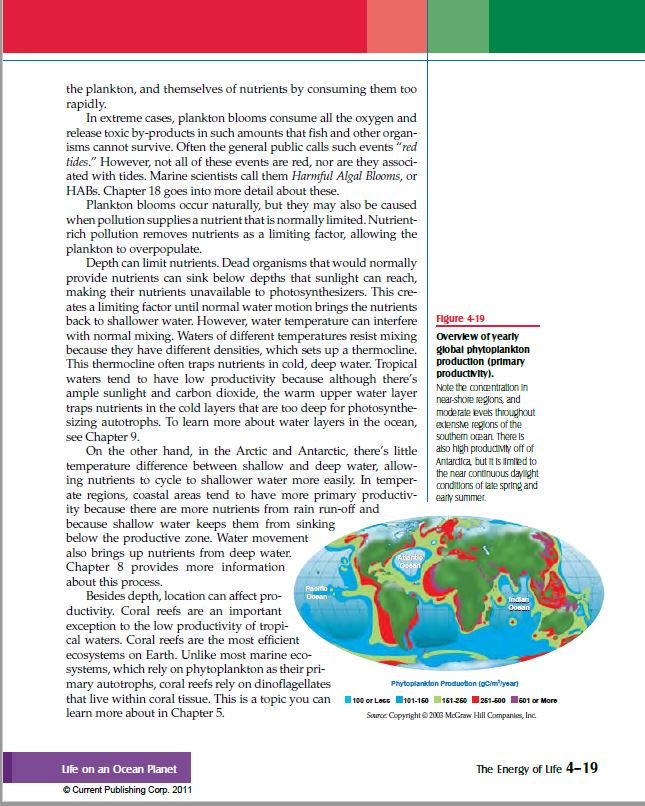 the plankton, and themselves of nutrients by consuming them too
rapidly.
In extreme cases, plankton blooms consume all the oxygen and
release toxic by-products in such amounts that fish and other organ-
isms cannot survive. Often the general public calls such events “red
tides.” However, not all of these events are red, nor are they associ-
ated with tides. Marine scientists call them Harmful Algal Blooms, or
HABs. Chapter 18 goes into more detail about these.
Plankton blooms occur naturally, but they may also be caused
when pollution supplies a nutrient that is normally limited. Nutrient-
rich pollution removes nutrients as a limiting factor, allowing the
plankton to overpopulate.
Depth can limit nutrients. Dead organisms that would normally
provide nutrients can sink below depths that sunlight can reach,
making their nutrients unavailable to photosynthesizers. This cre-
ates a limiting factor until normal water motion brings the nutrients
back to shallower water. However, water temperature can interfere
with normal mixing. Waters of different temperatures resist mixing
because they have different densities, which sets up a thermocline.
This thermocline often traps nutrients in cold, deep water. Tropical
waters tend to have low productivity because although there’s
ample sunlight and carbon dioxide, the warm upper water layer
traps nutrients in the cold layers that are too deep for photosynthe-
sizing autotrophs. To learn more about water layers in the ocean,
see Chapter 9.
On the other hand, in the Arctic and Antarctic, there’s little
temperature difference between shallow and deep water, allow-
ing nutrients to cycle to shallower water more easily. In temper-
ate regions, coastal areas tend to have more primary productiv-
ity because there are more nutrients from rain run-off and
because shallow water keeps them from sinking
below the productive zone. Water movement
also brings up nutrients from deep water.
Chapter 8 provides more information
about this process.
Besides depth, location can affect pro-
ductivity. Coral reefs are an important
exception to the low productivity of tropi-
cal waters. Coral reefs are the most efficient
ecosystems on Earth. Unlike most marine eco-
systems, which rely on phytoplankton as their pri-
mary autotrophs, coral reefs rely on dinoflagellates
that live within coral tissue. This is a topic you can
learn more about in Chapter 5.
Figure 4-19
Overview of yearly
global phytoplankton
production (primary
productivity).
Note the concentration in
near-shore regions, and
moderate levels throughout
extensive regions of the
southern ocean. There is
also high productivity off of
Antarctica, but it is limited to
the near continuous daylight
conditions of late spring and
early summer.
Atlantic
Ocean
Pacific
Ocean
Indian
Ocean
Phytoplankton Production (gC/m²/year)
100 or Less 101-150 151-250 251-500 501 or More
Source: Copyright © 2003 McGraw Hill Companies, Inc.
Life on an Ocean Planet
The Energy of Life 4–19
© Current Publishing Corp. 2011